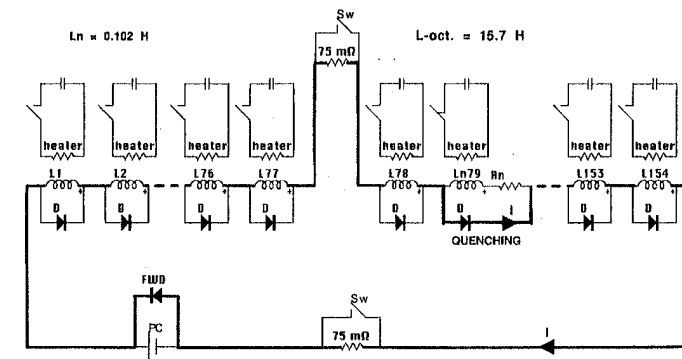 Sw
Ln = 0.102 H
L-oct. = 15.7 H
75 mΩ
heater heater heater heater heater heater heater heater
L1 L2 L76 L77 L78 Ln79 Rn L153 L154
+ + + + + + + +
D D D D D D I D D
QUENCHING
FWD
Sw
PC
75 mΩ
I